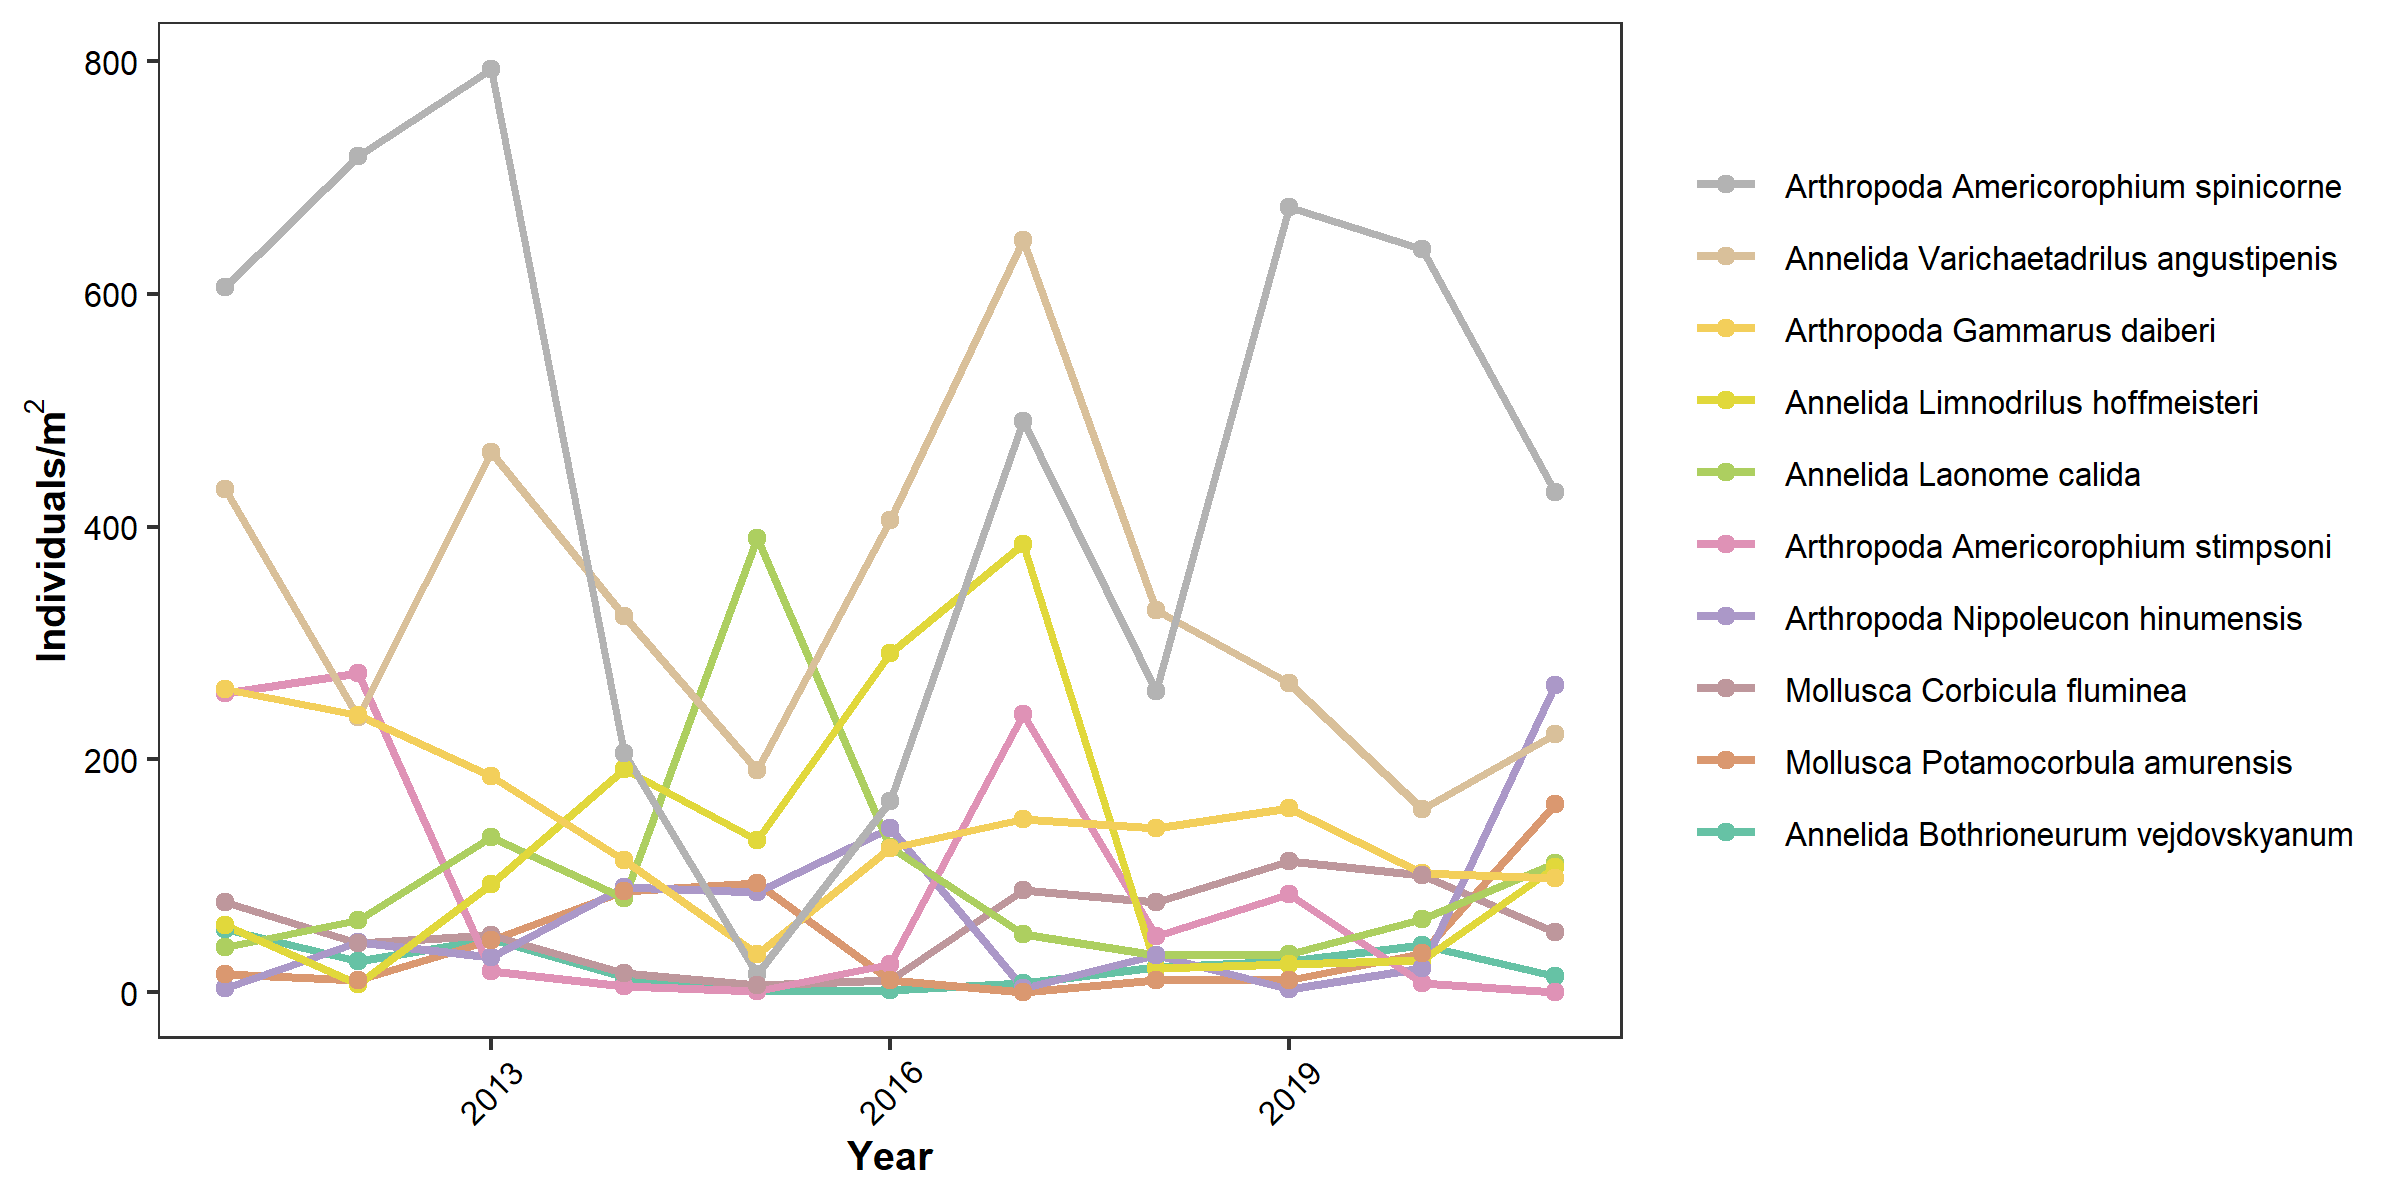 800
600
400
200
0
Individuals/m²
2013
2016
2019
Year
Arthropoda Americorophium spinicorne
Annelida Varichaetadrilus angustipenis
Arthropoda Gammarus daiberi
Annelida Limnodrilus hoffmeisteri
Annelida Laonome calida
Arthropoda Americorophium stimpsoni
Arthropoda Nippoleucon hinumensis
Mollusca Corbicula fluminea
Mollusca Potamocorbula amurensis
Annelida Bothrioneurum vejdovskyanum